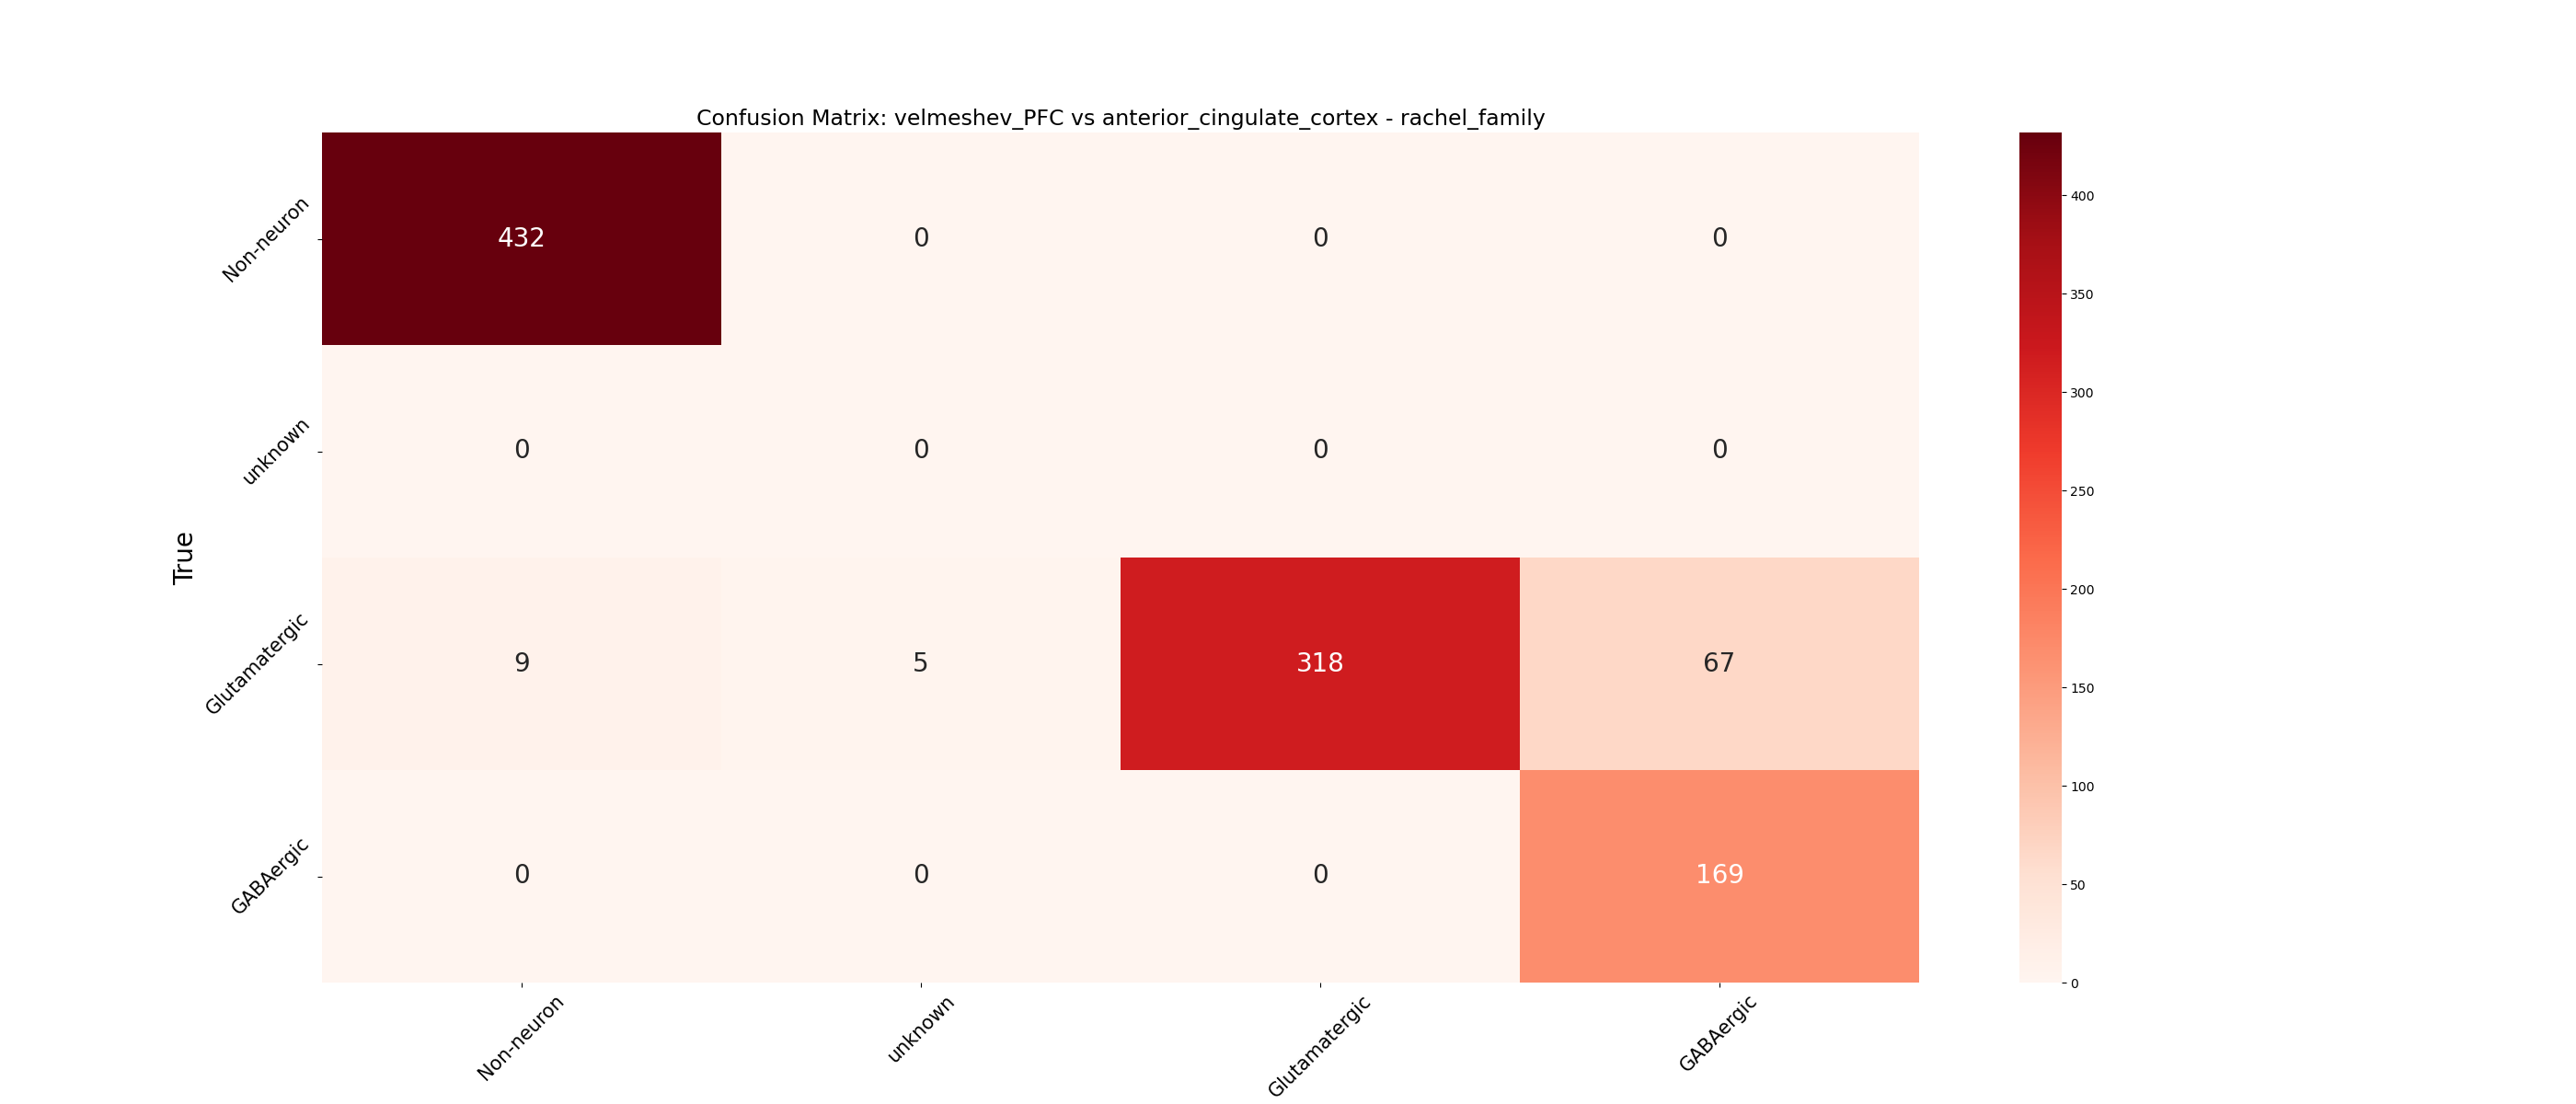 Confusion Matrix: velmeshev_PFC vs anterior_cingulate_cortex - rachel_family
True
Non-neuron
432 0 0 0
unknown
0 0 0 0
Glutamatergic
9 5 318 67
GABAergic
0 0 0 169
Non-neuron unknown Glutamatergic GABAergic
400
350
300
250
200
150
100
50
0